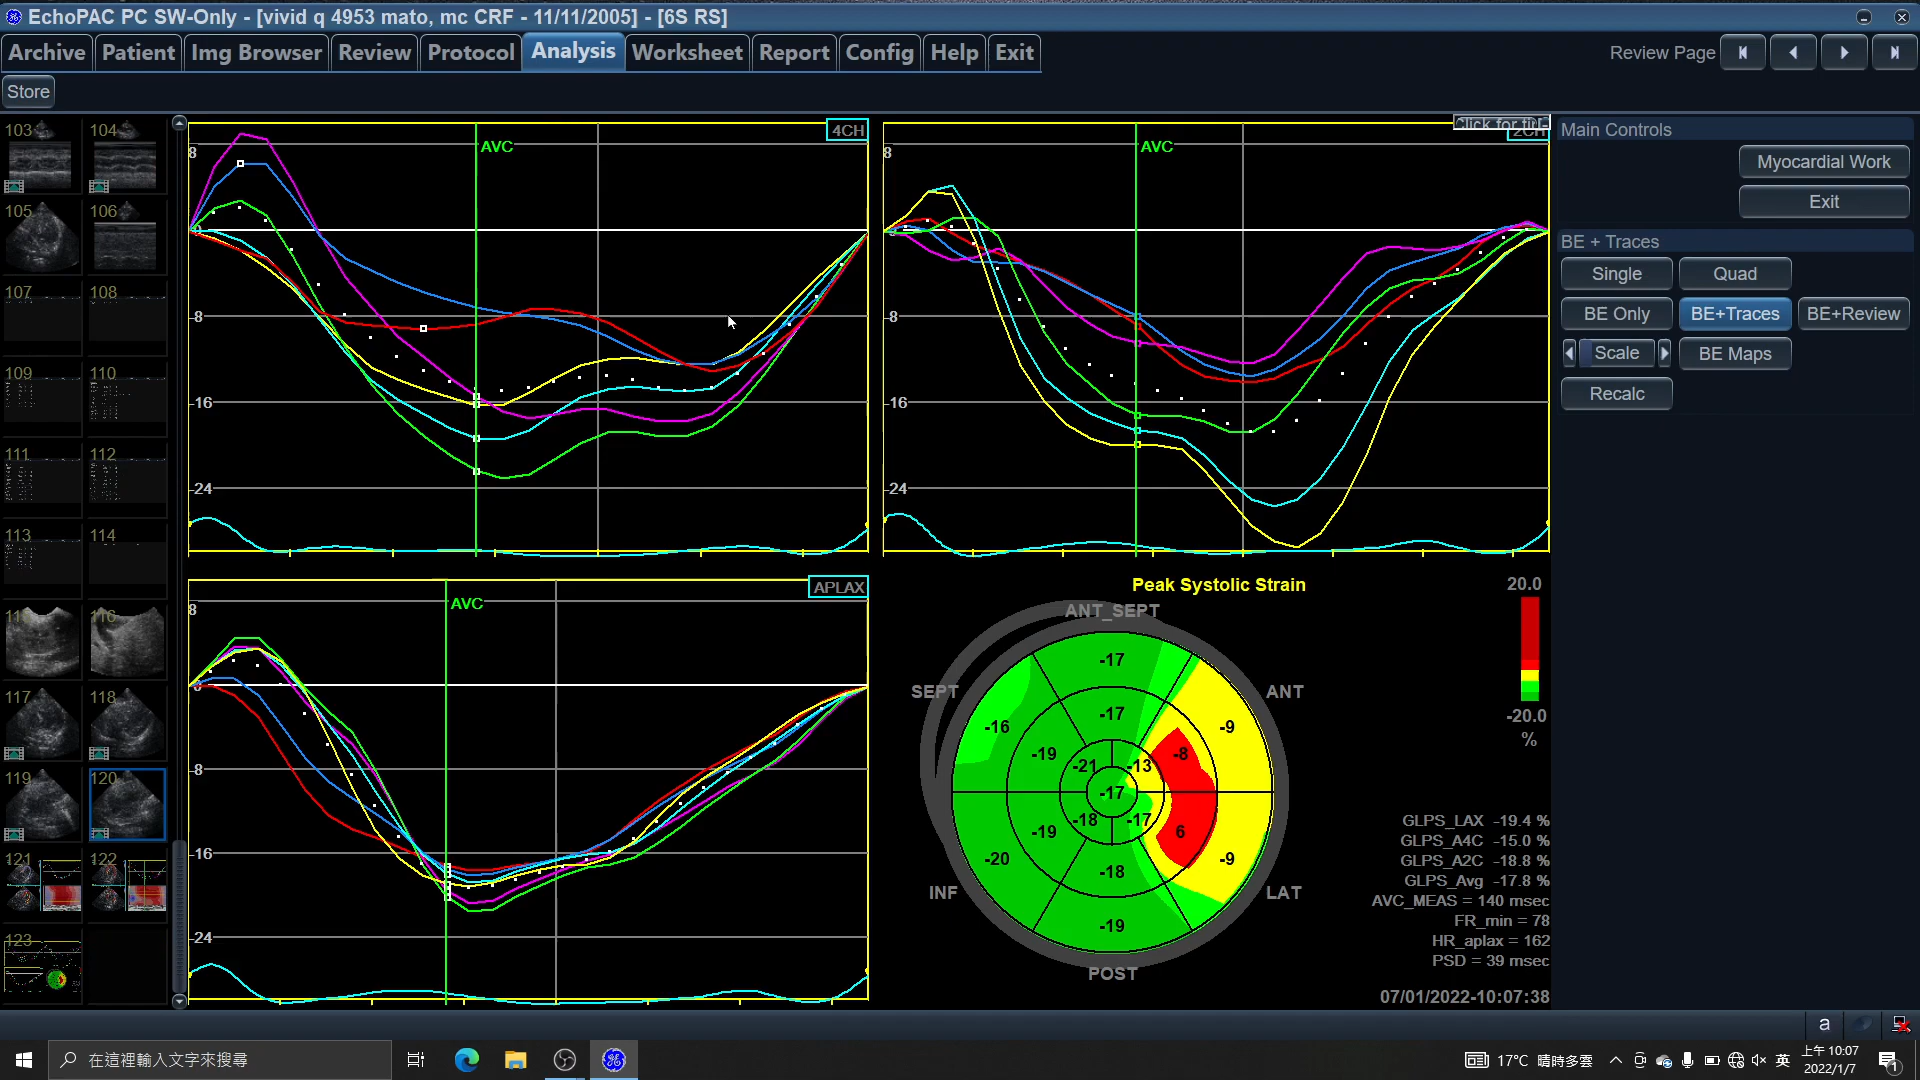 EchoPAC PC SW-Only - [vivid q 4953 mato, mc CRF - 11/11/2005] - [6S RS]
Archive Patient Img Browser Review Protocol Analysis Worksheet Report Config Help Exit
Review Page
Store
103 104
105 106
107 108
109 110
111 112
113 114
116
117 118
119 120
121 122
123
4CH
AVC
8
0
-8
-16
-24
2CH
AVC
8
-8
-16
-24
APLAX
AVC
8
0
-8
-16
-24
Peak Systolic Strain
ANT_SEPT
SEPT
ANT
INF
LAT
POST
-17
-16 -17 -9
-19 -8
-21 -13
-17
-18 -17
-19 6
-20 -18 -9
-19
20.0
-20.0
%
GLPS_LAX -19.4 %
GLPS_A4C -15.0 %
GLPS_A2C -18.8 %
GLPS_Avg -17.8 %
AVC_MEAS = 140 msec
FR_min = 78
HR_aplax = 162
PSD = 39 msec
07/01/2022-10:07:38
Main Controls
Myocardial Work
Exit
BE + Traces
Single Quad
BE Only BE+Traces BE+Review
Scale BE Maps
Recalc
a
在這裡輸入文字來搜尋
17°C 晴時多雲
英
上午 10:07
2022/1/7
1